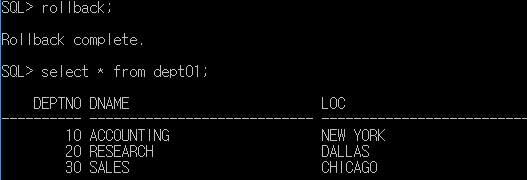 SQL> rollback;
Rollback complete.
SQL> select * from dept01;
DEPTNO DNAME LOC
---------- ---------------------------- --------------------------
10 ACCOUNTING NEW YORK
20 RESEARCH DALLAS
30 SALES CHICAGO